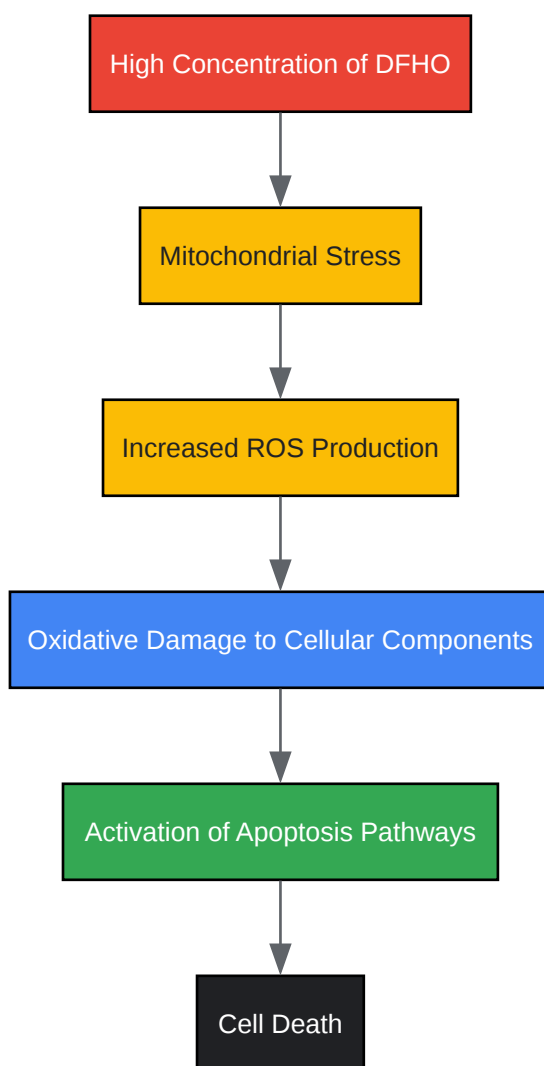 High Concentration of DFHO
Mitochondrial Stress
Increased ROS Production
Oxidative Damage to Cellular Components
Activation of Apoptosis Pathways
Cell Death